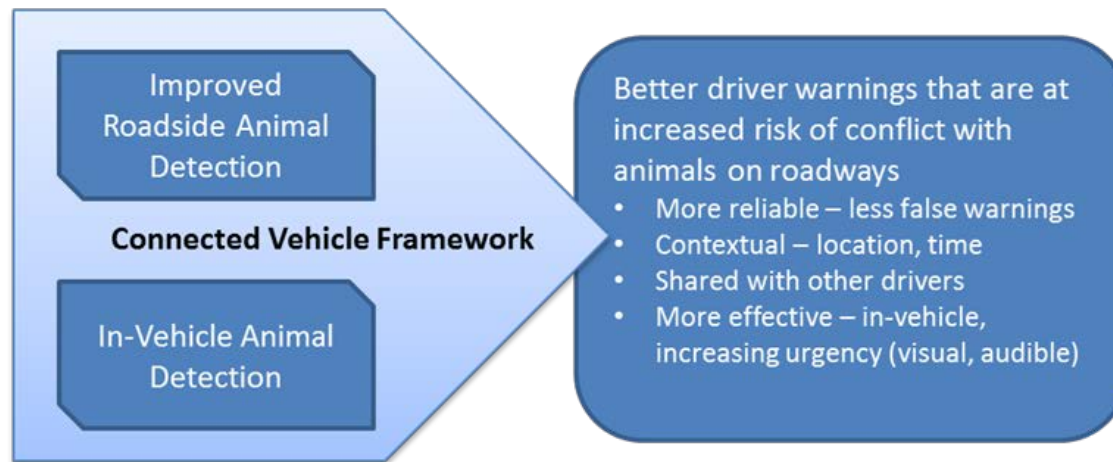 Improved
Roadside Animal
Detection
Connected Vehicle Framework
In-Vehicle Animal
Detection
Better driver warnings that are at
increased risk of conflict with
animals on roadways
• More reliable – less false warnings
• Contextual – location, time
• Shared with other drivers
• More effective – in-vehicle,
increasing urgency (visual, audible)